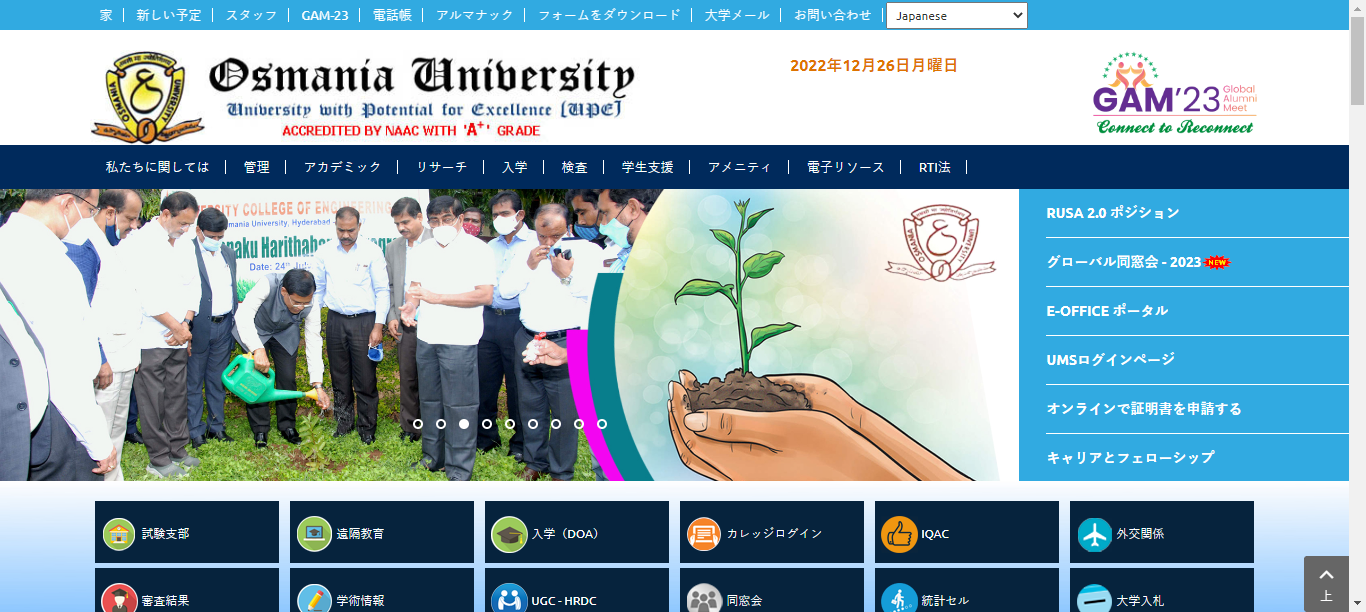 家 新しい予定 スタッフ GAM-23 電話帳 アルマナック フォームをダウンロード 大学メール お問い合わせ Japanese
Osmania University
University with Potential for Excellence [UPE]
ACCREDITED BY NAAC WITH 'A+' GRADE
2022年12月26日月曜日
GAM'23 Global Alumni Meet
Connect to Reconnect
私たちに関しては 管理 アカデミック リサーチ 入学 検査 学生支援 アメニティ 電子リソース RTI法
COLLEGE OF ENGINEERING
University, Hyderabad
Date: 24th
RUSA 2.0 ポジション
グローバル同窓会 - 2023 NEW
E-OFFICE ポータル
UMSログインページ
オンラインで証明書を申請する
キャリアとフェローシップ
試験支部 遠隔教育 入学（DOA） カレッジログイン IQAC 外交関係
審査結果 学術情報 UGC - HRDC 同窓会 統計セル 大学入札
上